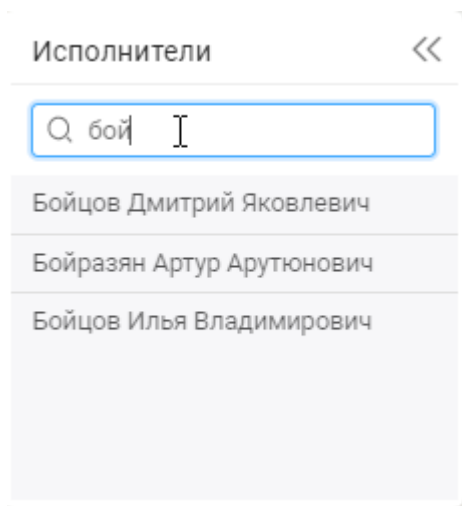 Исполнители
бой
Бойцов Дмитрий Яковлевич
Бойразян Артур Арутюнович
Бойцов Илья Владимирович